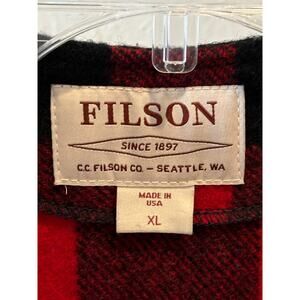 FILSON
SINCE 1897
C.C. FILSON CO. – SEATTLE, WA
MADE IN
USA
XL